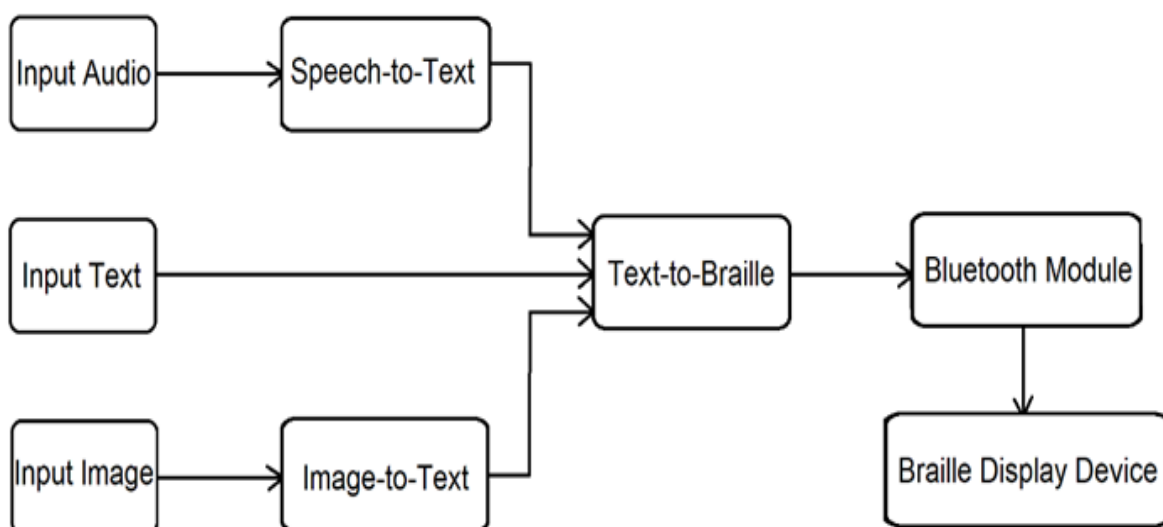 Input Audio
Speech-to-Text
Input Text
Text-to-Braille
Bluetooth Module
Input Image
Image-to-Text
Braille Display Device